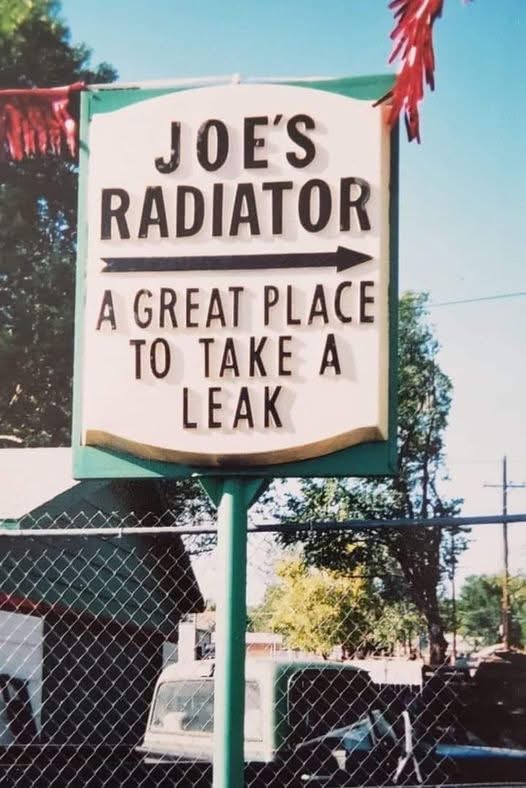 JOE'S
RADIATOR
A GREAT PLACE
TO TAKE A
LEAK